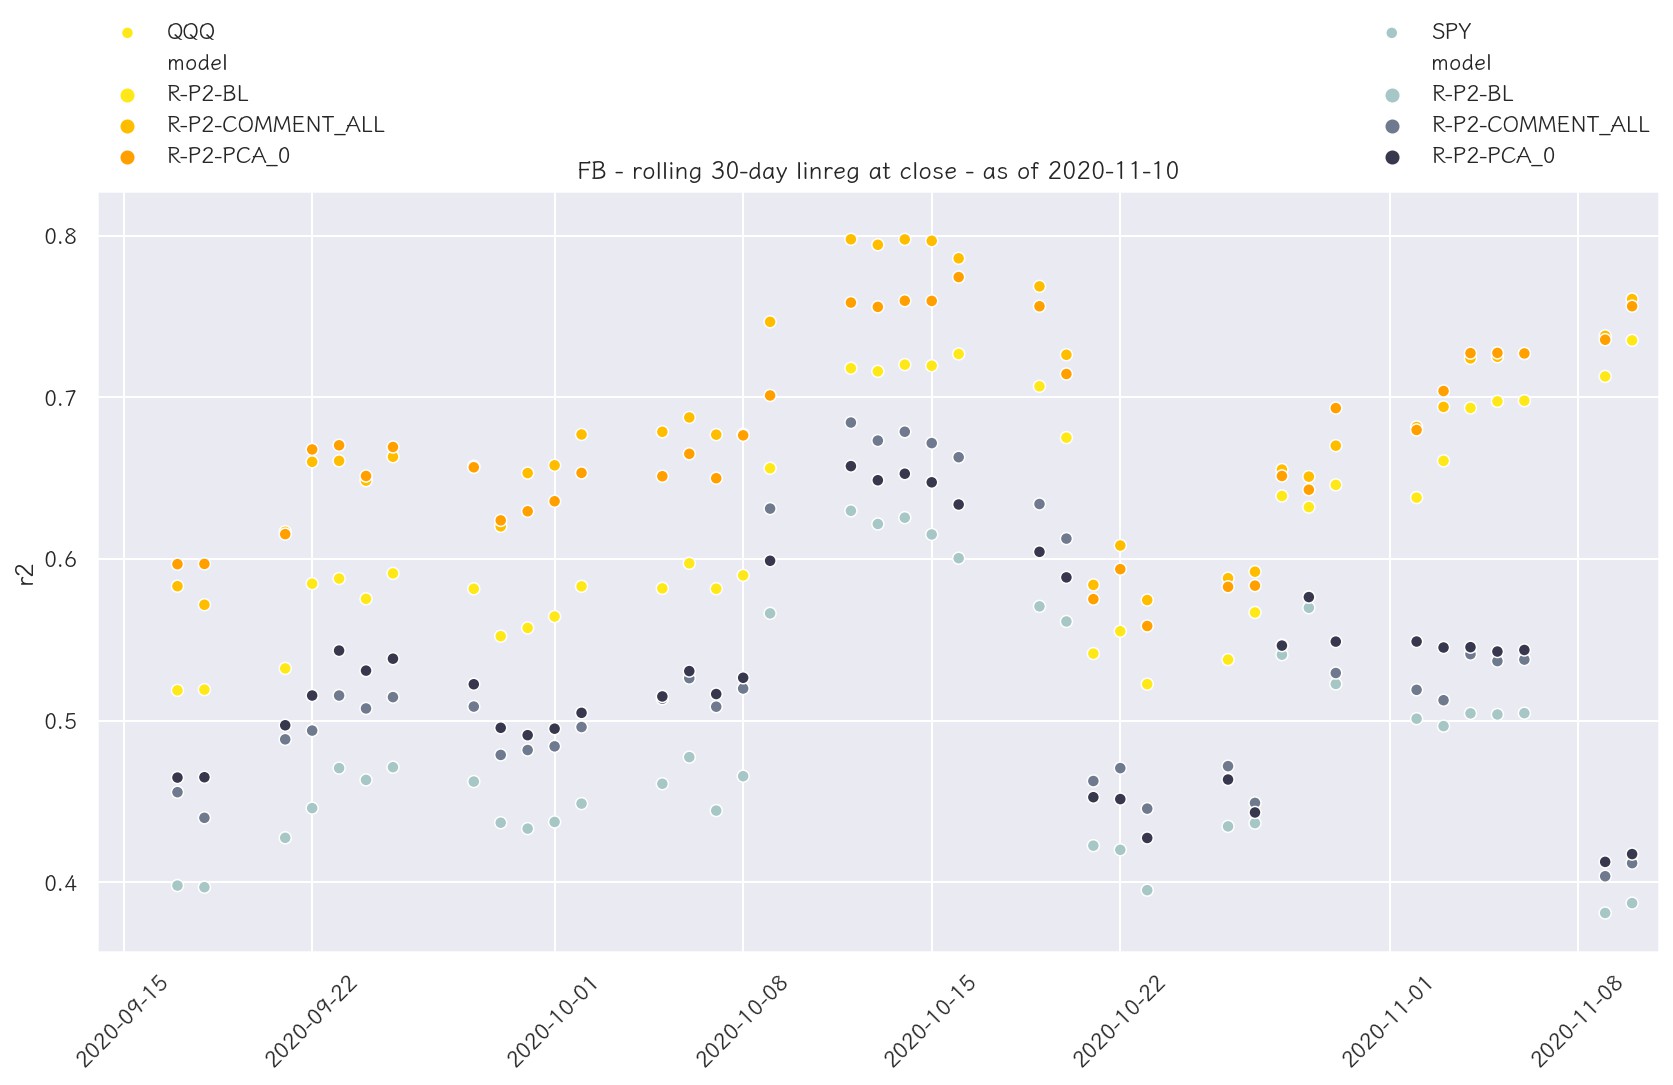 QQQ
model
R-P2-BL
R-P2-COMMENT_ALL
R-P2-PCA_0
SPY
model
R-P2-BL
R-P2-COMMENT_ALL
R-P2-PCA_0
FB - rolling 30-day linreg at close - as of 2020-11-10
r2
0.8
0.7
0.6
0.5
0.4
2020-09-15
2020-09-22
2020-10-01
2020-10-08
2020-10-15
2020-10-22
2020-11-01
2020-11-08